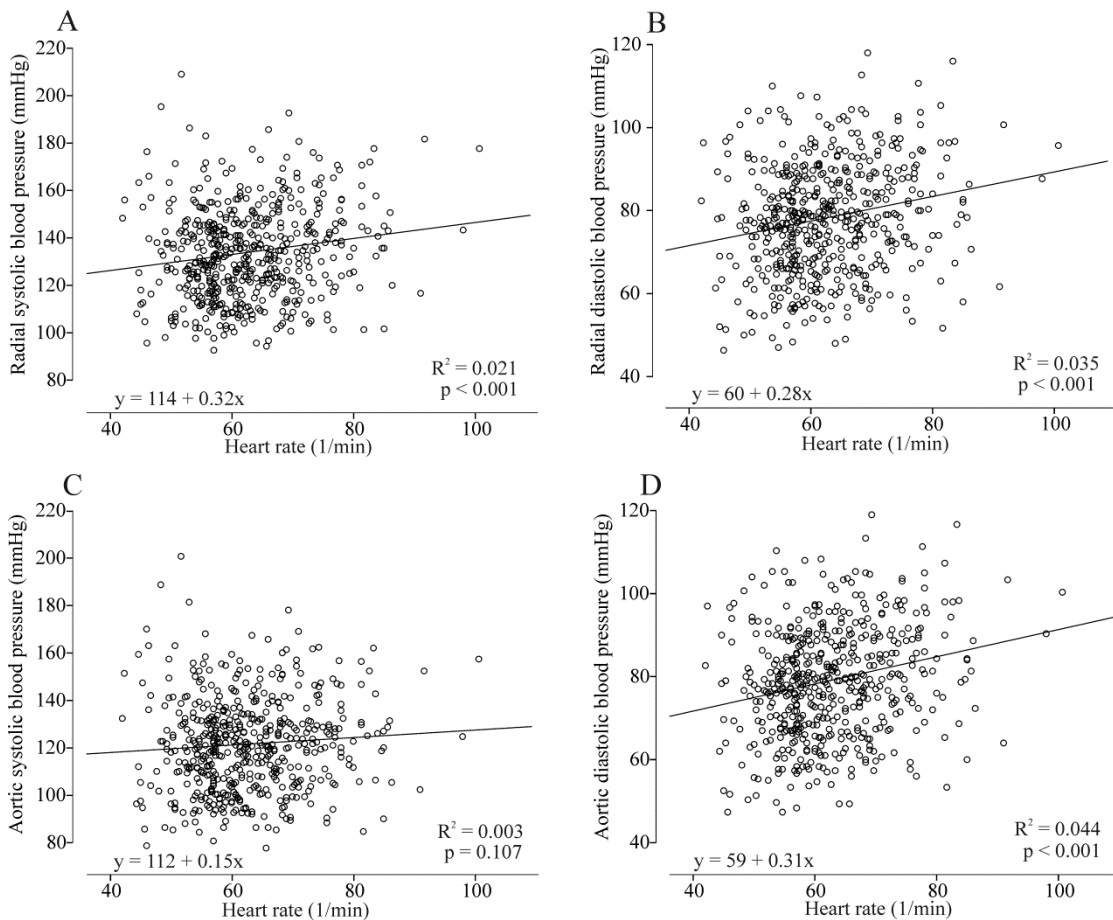 A
Radial systolic blood pressure (mmHg)
220
200
180
160
140
120
100
80
R² = 0.021
p < 0.001
y = 114 + 0.32x
40 60 80 100
Heart rate (1/min)
B
Radial diastolic blood pressure (mmHg)
120
100
80
60
40
R² = 0.035
p < 0.001
y = 60 + 0.28x
40 60 80 100
Heart rate (1/min)
C
Aortic systolic blood pressure (mmHg)
220
200
180
160
140
120
100
80
R² = 0.003
p = 0.107
y = 112 + 0.15x
40 60 80 100
Heart rate (1/min)
D
Aortic diastolic blood pressure (mmHg)
120
100
80
60
40
R² = 0.044
p < 0.001
y = 59 + 0.31x
40 60 80 100
Heart rate (1/min)